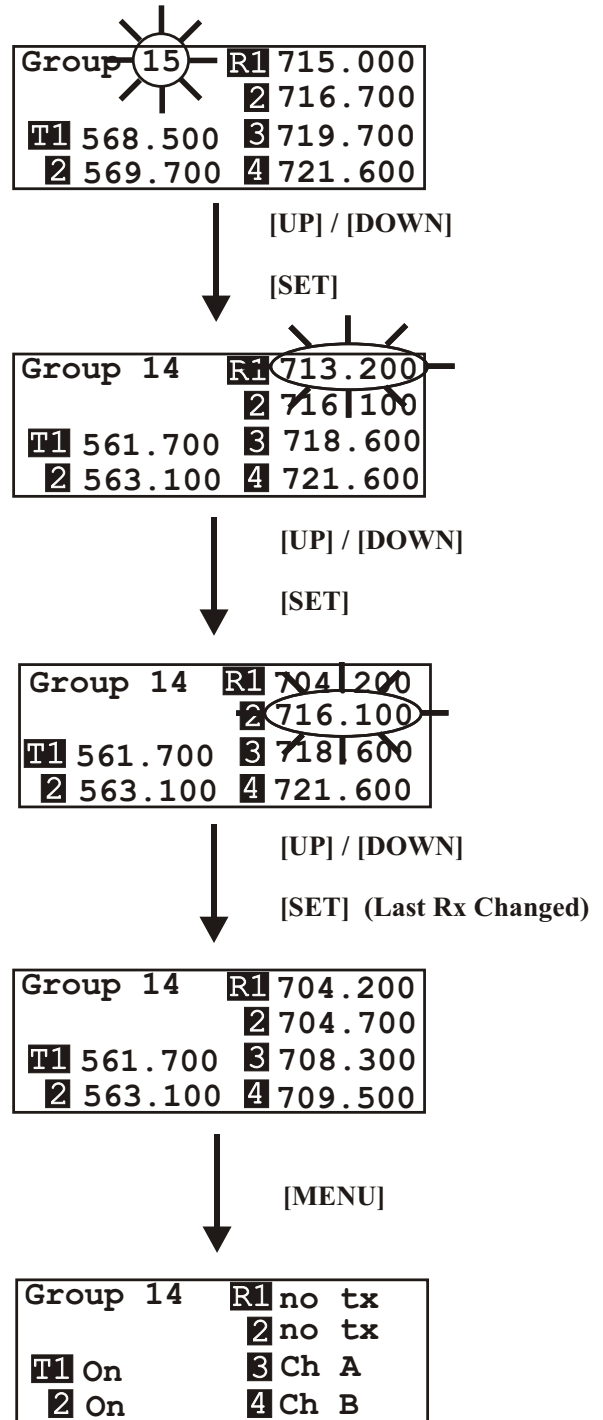 Group 15 R1 715.000
2 716.700
T1 568.500 3 719.700
2 569.700 4 721.600
[UP] / [DOWN]
[SET]
Group 14 R1 713.200
2 716.100
T1 561.700 3 718.600
2 563.100 4 721.600
[UP] / [DOWN]
[SET]
Group 14 R1 704.200
2 716.100
T1 561.700 3 718.600
2 563.100 4 721.600
[UP] / [DOWN]
[SET] (Last Rx Changed)
Group 14 R1 704.200
2 704.700
T1 561.700 3 708.300
2 563.100 4 709.500
[MENU]
Group 14 R1 no tx
2 no tx
T1 On 3 Ch A
2 On 4 Ch B